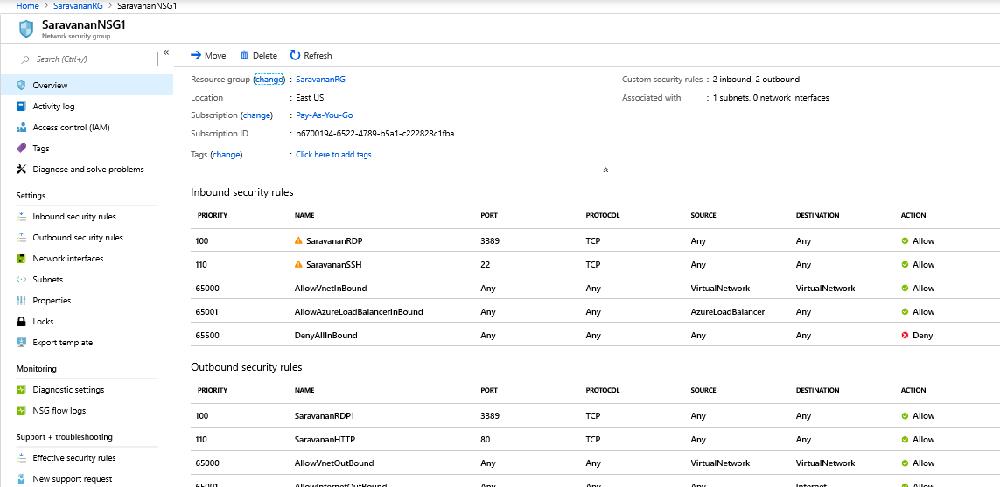 Home > SaravananRG > SaravananNSG1
SaravananNSG1
Network security group
Search (Ctrl+/)
«
Overview
Activity log
Access control (IAM)
Tags
Diagnose and solve problems
Settings
Inbound security rules
Outbound security rules
Network interfaces
Subnets
Properties
Locks
Export template
Monitoring
Diagnostic settings
NSG flow logs
Support + troubleshooting
Effective security rules
New support request
Move Delete Refresh
Resource group (change) : SaravananRG
Location : East US
Subscription (change) : Pay-As-You-Go
Subscription ID : b6700194-6522-4789-b5a1-c222828c1fba
Tags (change) : Click here to add tags
Custom security rules : 2 inbound, 2 outbound
Associated with : 1 subnets, 0 network interfaces
Inbound security rules
PRIORITY NAME PORT PROTOCOL SOURCE DESTINATION ACTION
100 SaravananRDP 3389 TCP Any Any Allow
110 SaravananSSH 22 TCP Any Any Allow
65000 AllowVnetInBound Any Any VirtualNetwork VirtualNetwork Allow
65001 AllowAzureLoadBalancerInBound Any Any AzureLoadBalancer Any Allow
65500 DenyAllInBound Any Any Any Any Deny
Outbound security rules
PRIORITY NAME PORT PROTOCOL SOURCE DESTINATION ACTION
100 SaravananRDP1 3389 TCP Any Any Allow
110 SaravananHTTP 80 TCP Any Any Allow
65000 AllowVnetOutBound Any Any VirtualNetwork VirtualNetwork Allow
65001 AllowInternetOutBound Any Any Any Internet Allow